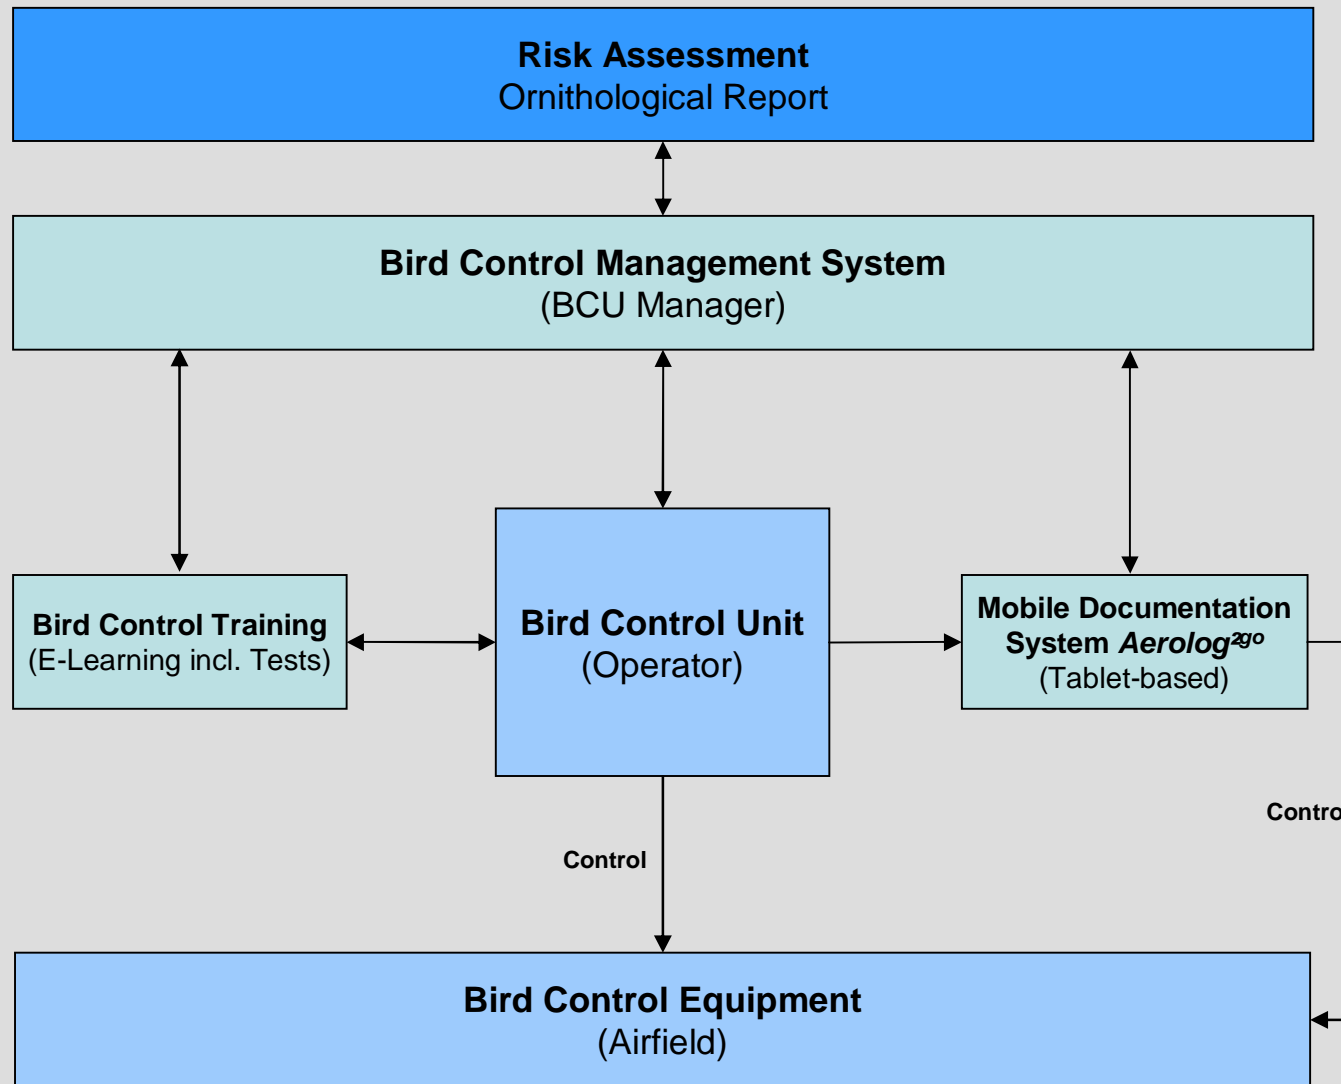 Risk Assessment
Ornithological Report
Bird Control Management System
(BCU Manager)
Bird Control Training
(E-Learning incl. Tests)
Bird Control Unit
(Operator)
Mobile Documentation
System Aerolog²ᵍᵒ
(Tablet-based)
Contro
Control
Bird Control Equipment
(Airfield)